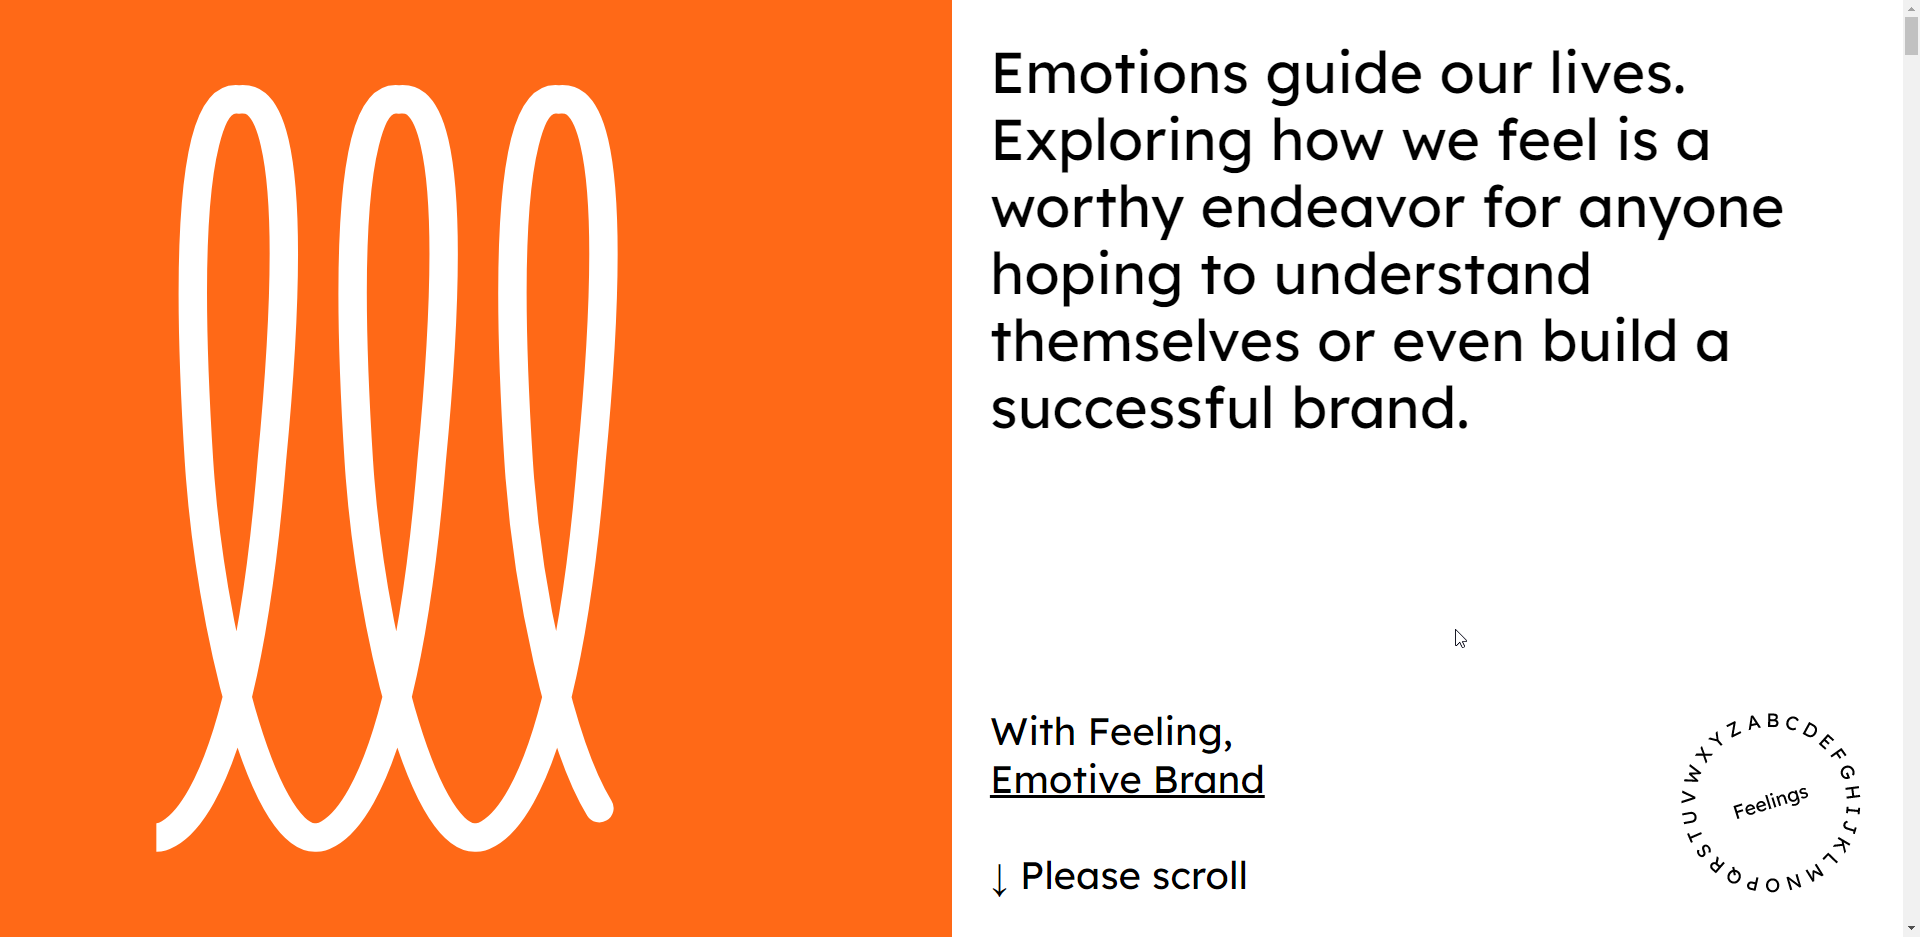 Emotions guide our lives.
Exploring how we feel is a
worthy endeavor for anyone
hoping to understand
themselves or even build a
successful brand.
With Feeling,
Emotive Brand
↓ Please scroll
A B C D E F G H I J K L M N O P Q R S T U V W X Y Z
Feelings